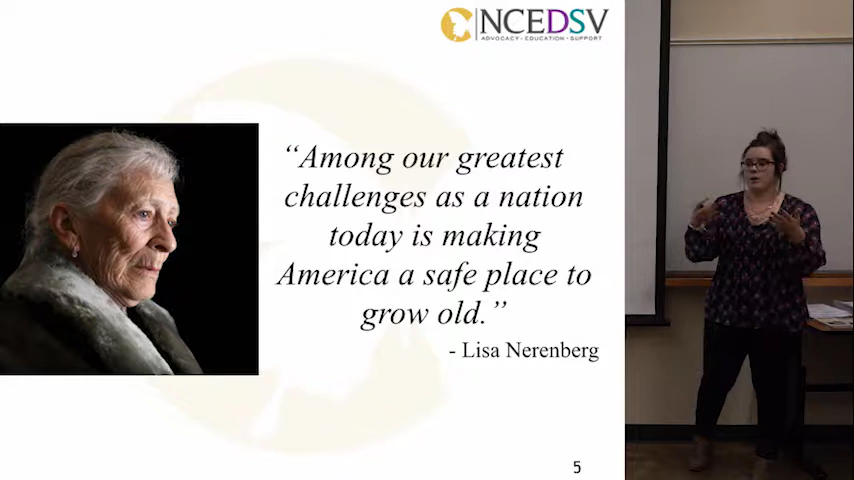 NCEDSV
ADVOCACY • EDUCATION • SUPPORT
“Among our greatest
challenges as a nation
today is making
America a safe place to
grow old.”
- Lisa Nerenberg
5